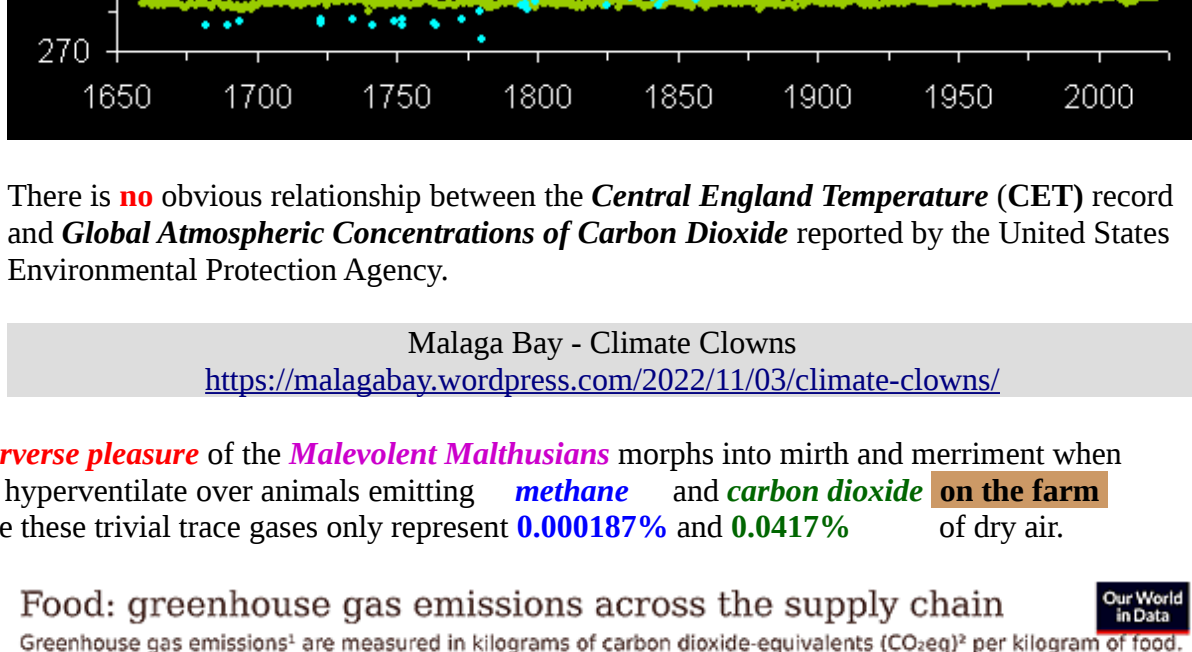 270
1650 1700 1750 1800 1850 1900 1950 2000
There is no obvious relationship between the Central England Temperature (CET) record
and Global Atmospheric Concentrations of Carbon Dioxide reported by the United States
Environmental Protection Agency.
Malaga Bay - Climate Clowns
https://malagabay.wordpress.com/2022/11/03/climate-clowns/
rverse pleasure of the Malevolent Malthusians morphs into mirth and merriment when
hyperventilate over animals emitting methane and carbon dioxide on the farm
e these trivial trace gases only represent 0.000187% and 0.0417% of dry air.
Food: greenhouse gas emissions across the supply chain
Our World
in Data
Greenhouse gas emissions¹ are measured in kilograms of carbon dioxide-equivalents (CO₂eq)² per kilogram of food.